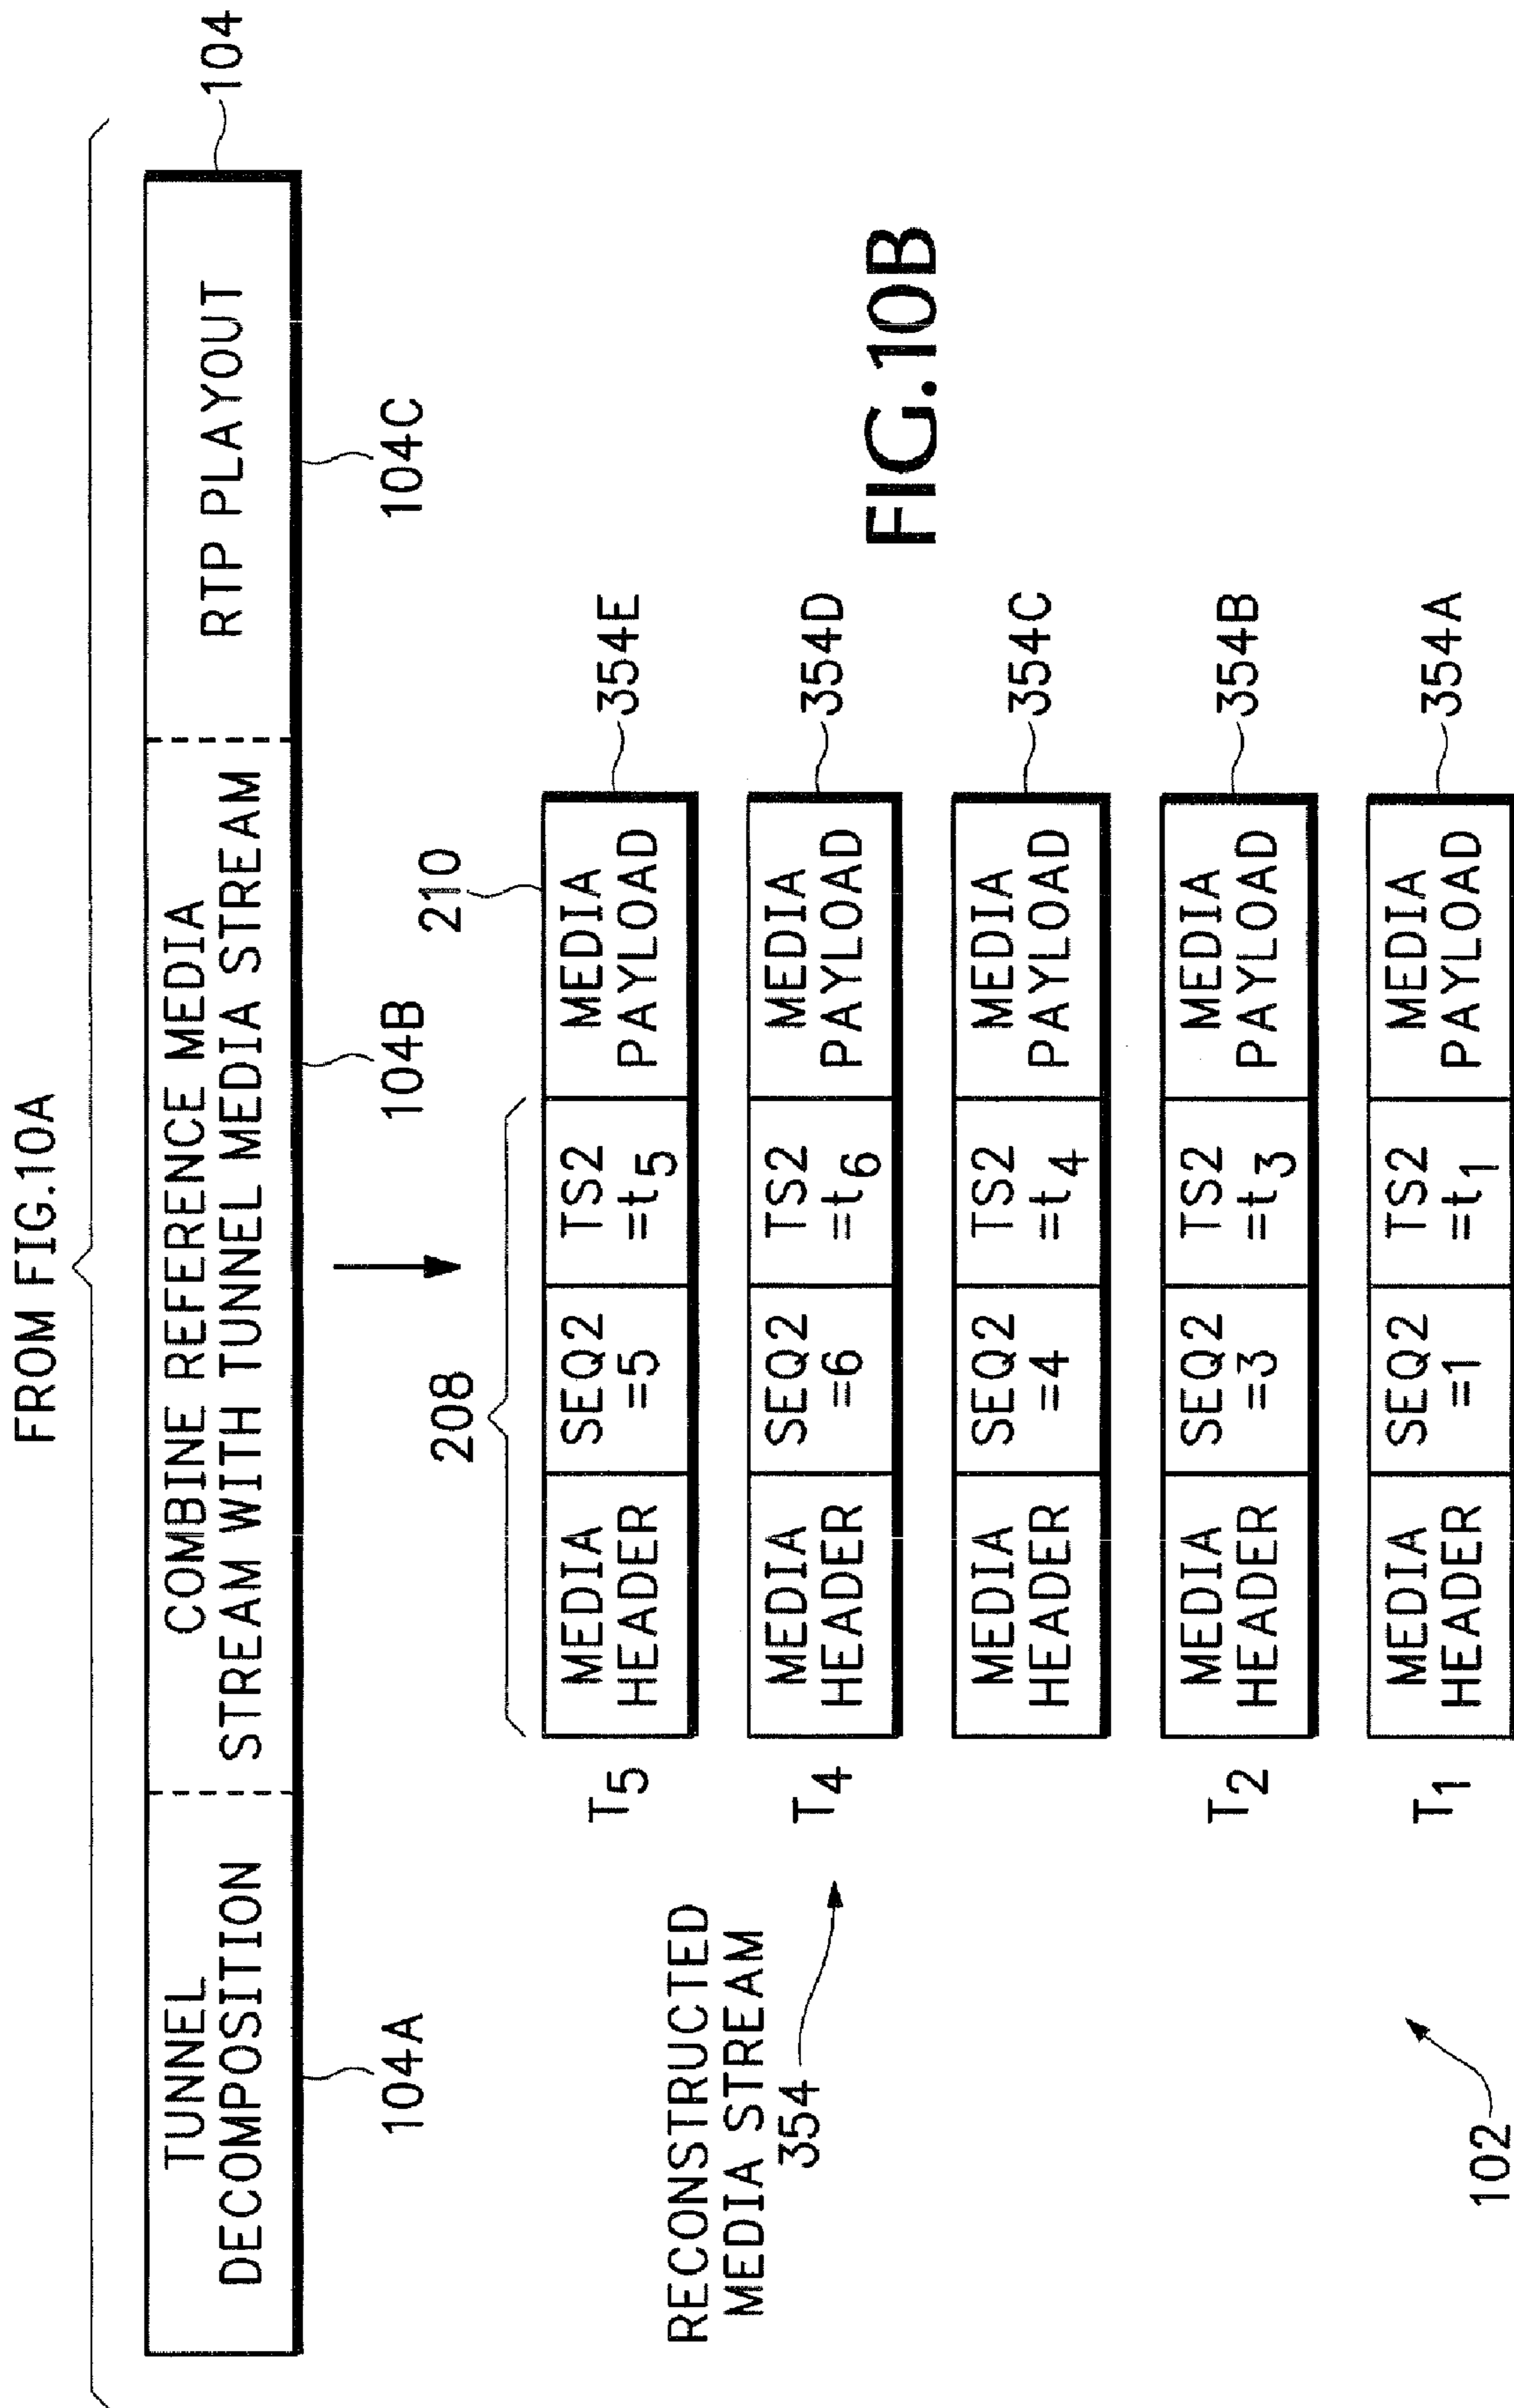 FROM FIG.10A
TUNNEL
DECOMPOSITION
COMBINE REFERENCE MEDIA
STREAM WITH TUNNEL MEDIA STREAM
RTP PLAYOUT
104
104A
104B
104C
208
210
T5
MEDIA
HEADER
SEQ2
=5
TS2
=t5
MEDIA
PAYLOAD
354E
RECONSTRUCTED
MEDIA STREAM
354
T4
MEDIA
HEADER
SEQ2
=6
TS2
=t6
MEDIA
PAYLOAD
354D
MEDIA
HEADER
SEQ2
=4
TS2
=t4
MEDIA
PAYLOAD
354C
T2
MEDIA
HEADER
SEQ2
=3
TS2
=t3
MEDIA
PAYLOAD
354B
T1
MEDIA
HEADER
SEQ2
=1
TS2
=t1
MEDIA
PAYLOAD
354A
102
FIG.10B